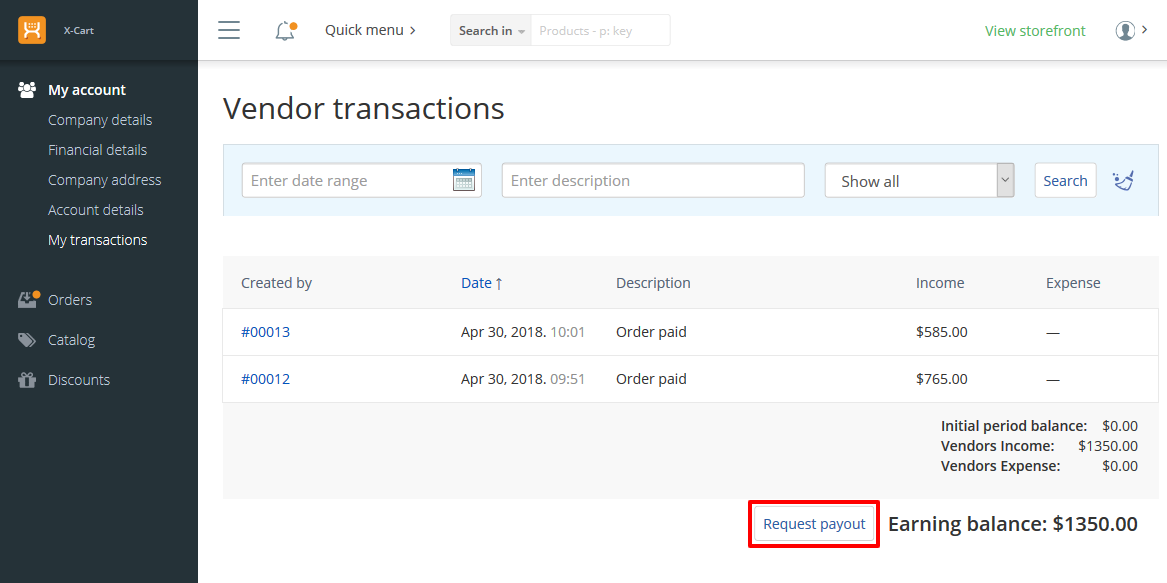 X-Cart
Quick menu
Search in
Products - p: key
View storefront
My account
Company details
Financial details
Company address
Account details
My transactions
Orders
Catalog
Discounts
Vendor transactions
Enter date range
Enter description
Show all
Search
Created by Date ↑ Description Income Expense
#00013 Apr 30, 2018. 10:01 Order paid $585.00 —
#00012 Apr 30, 2018. 09:51 Order paid $765.00 —
Initial period balance: $0.00
Vendors Income: $1350.00
Vendors Expense: $0.00
Request payout Earning balance: $1350.00